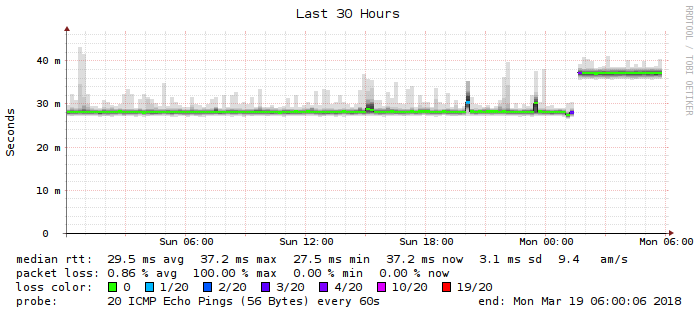 Last 30 Hours
RRDTOOL / TOBI OETIKER
Seconds
40 m
30 m
20 m
10 m
0
Sun 06:00 Sun 12:00 Sun 18:00 Mon 00:00 Mon 06:00
median rtt: 29.5 ms avg 37.2 ms max 27.5 ms min 37.2 ms now 3.1 ms sd 9.4 am/s
packet loss: 0.86 % avg 100.00 % max 0.00 % min 0.00 % now
loss color: 0 1/20 2/20 3/20 4/20 10/20 19/20
probe: 20 ICMP Echo Pings (56 Bytes) every 60s end: Mon Mar 19 06:00:06 2018